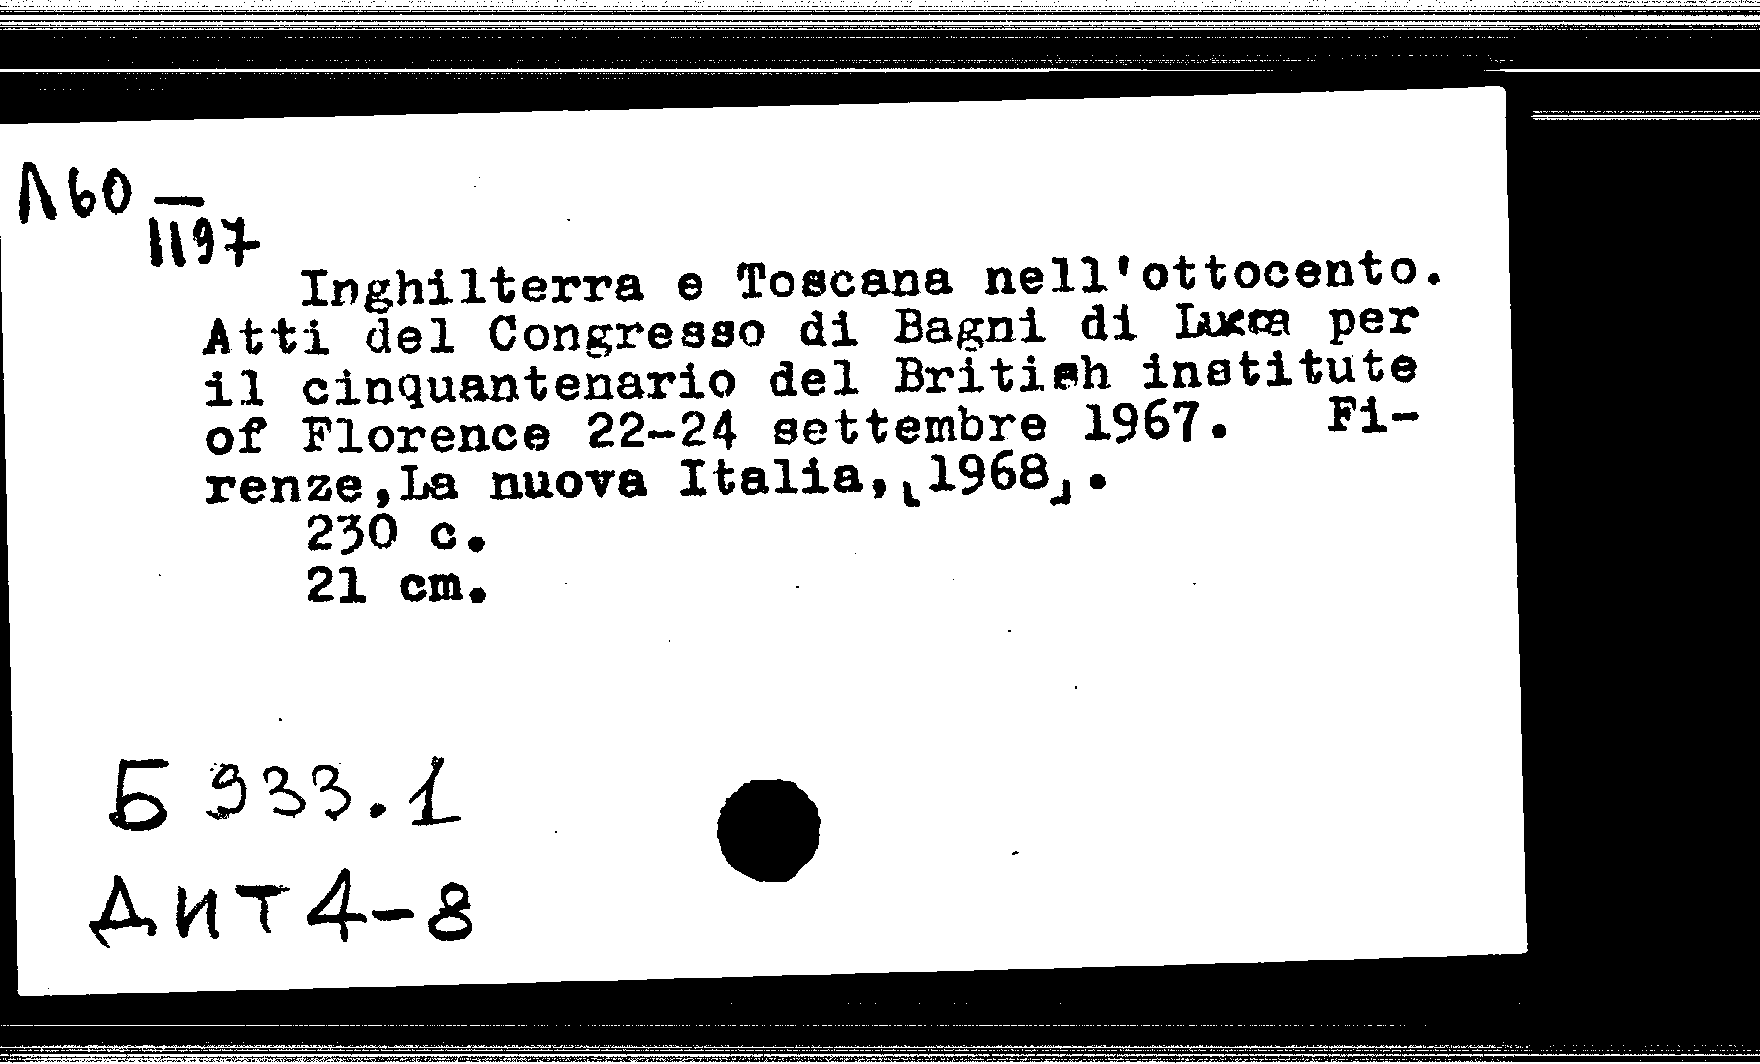 Л60—
1197
Inghilterra e Toscana nell'ottocento.
Atti del Congresso di Bagni di Lucca per
il cinquantenario del British institute
of Florence 22-24 settembre 1967. Fi-
renze,La nuova Italia,[1968].
230 c.
21 cm.
Б 933.1
ДИТ4-8